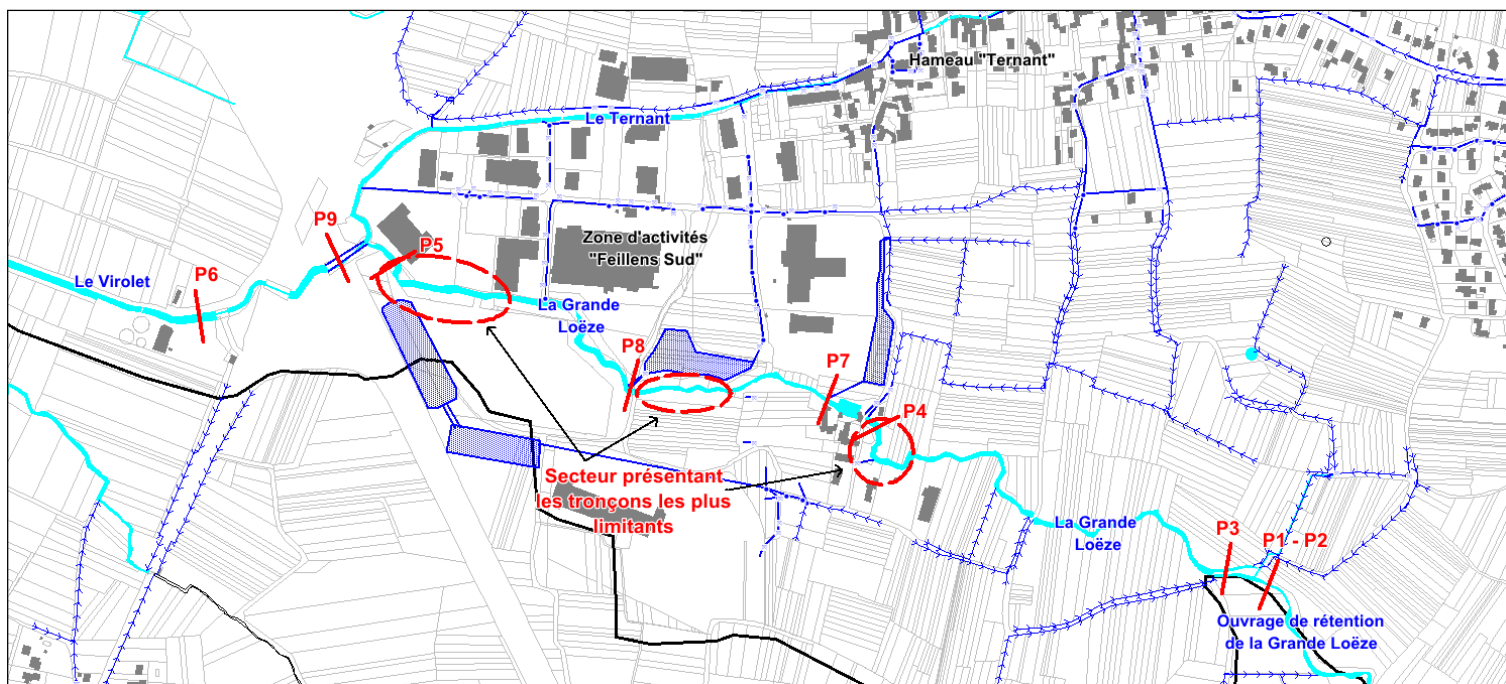 Hameau "Ternant"
Le Ternant
P9
Zone d'activités
"Feillens Sud"
P5
P6
Le Virolet
La Grande
Loëze
P8
P7
P4
Secteur présentant
les tronçons les plus
limitants
La Grande
Loëze
P3
P1 - P2
Ouvrage de rétention
de la Grande Loëze